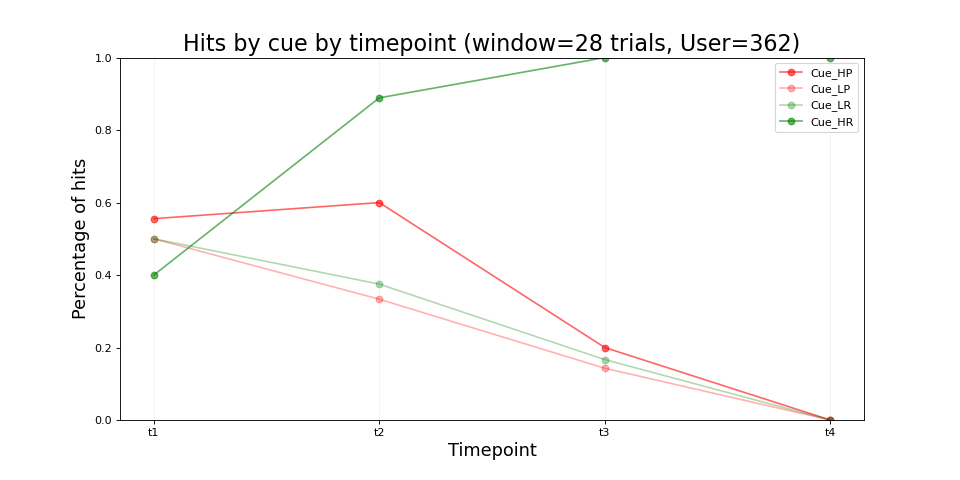 Hits by cue by timepoint (window=28 trials, User=362)
1.0
0.8
0.6
0.4
0.2
0.0
Percentage of hits
Cue_HP
Cue_LP
Cue_LR
Cue_HR
t1 t2 t3 t4
Timepoint